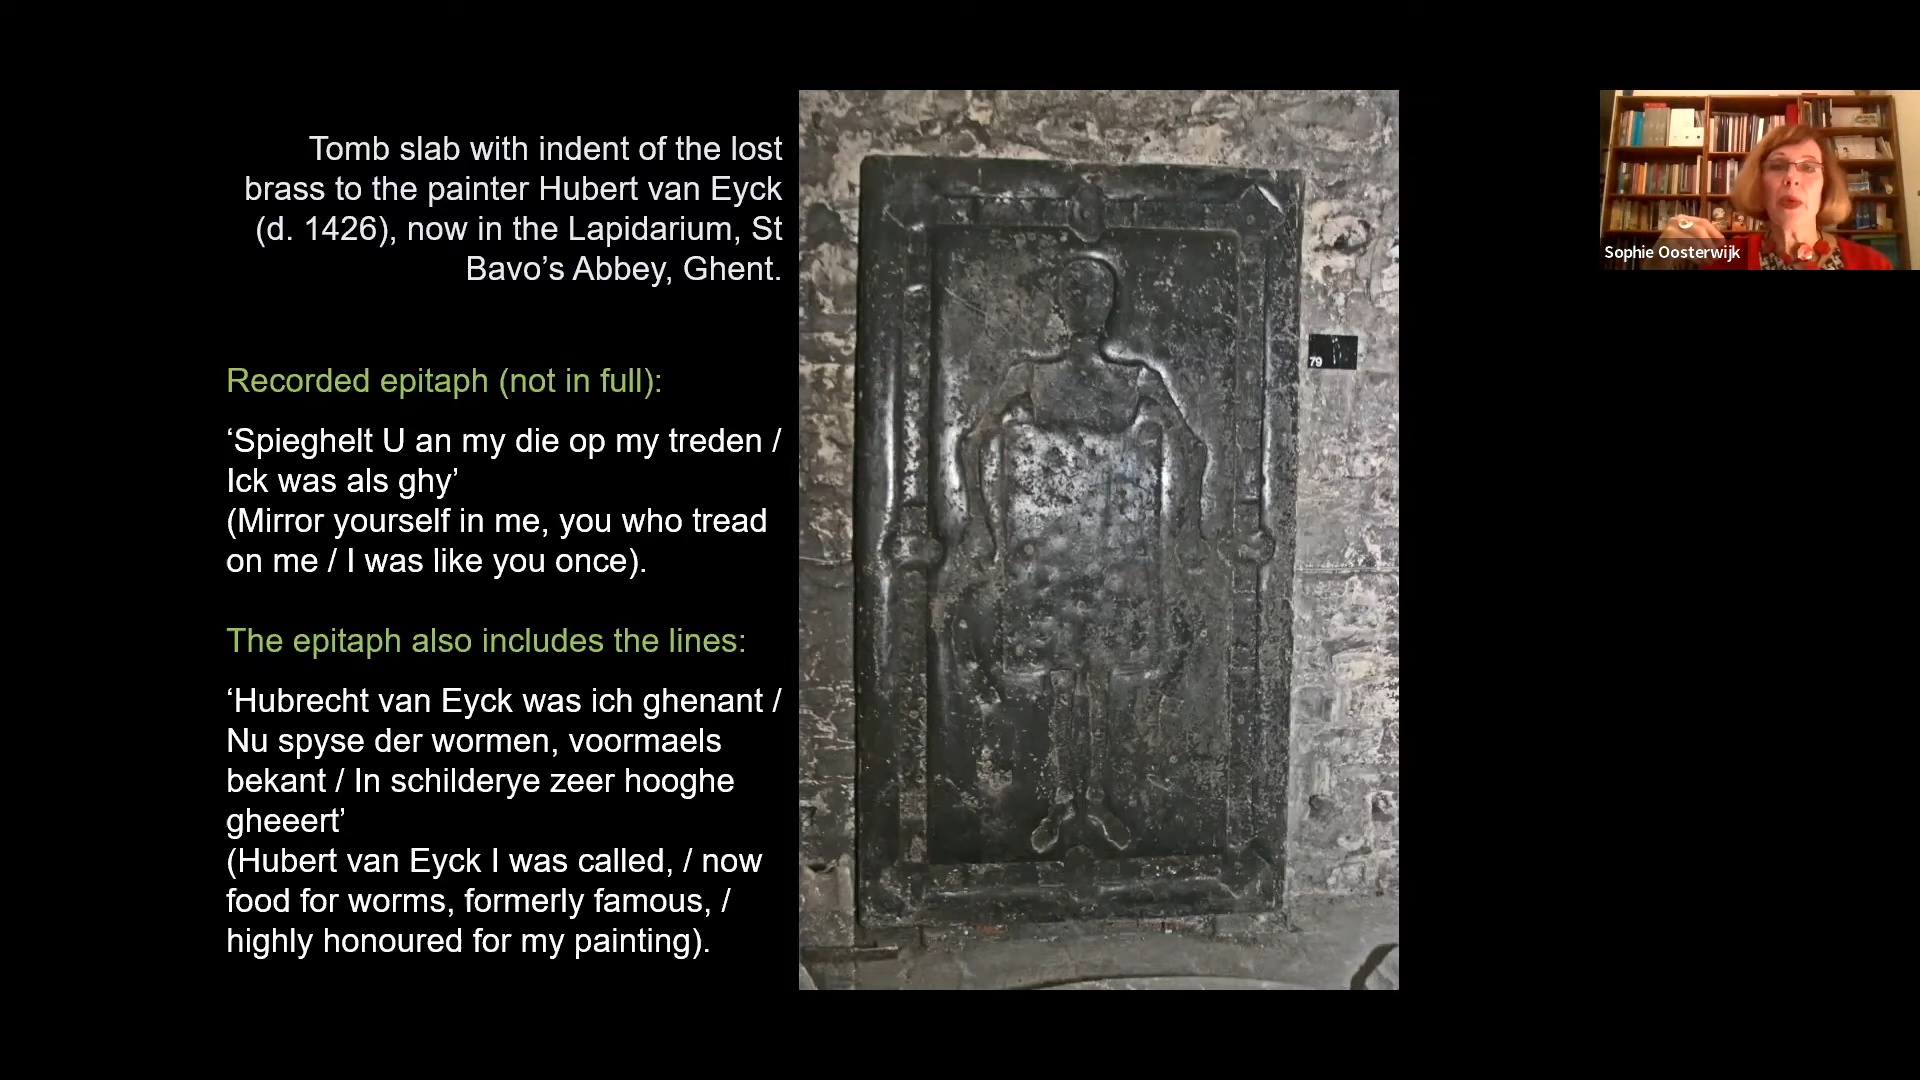 Tomb slab with indent of the lost
brass to the painter Hubert van Eyck
(d. 1426), now in the Lapidarium, St
Bavo’s Abbey, Ghent.
Recorded epitaph (not in full):
‘Spieghelt U an my die op my treden /
Ick was als ghy’
(Mirror yourself in me, you who tread
on me / I was like you once).
The epitaph also includes the lines:
‘Hubrecht van Eyck was ich ghenant /
Nu spyse der wormen, voormaels
bekant / In schilderye zeer hooghe
gheeert’
(Hubert van Eyck I was called, / now
food for worms, formerly famous, /
highly honoured for my painting).
79
Sophie Oosterwijk